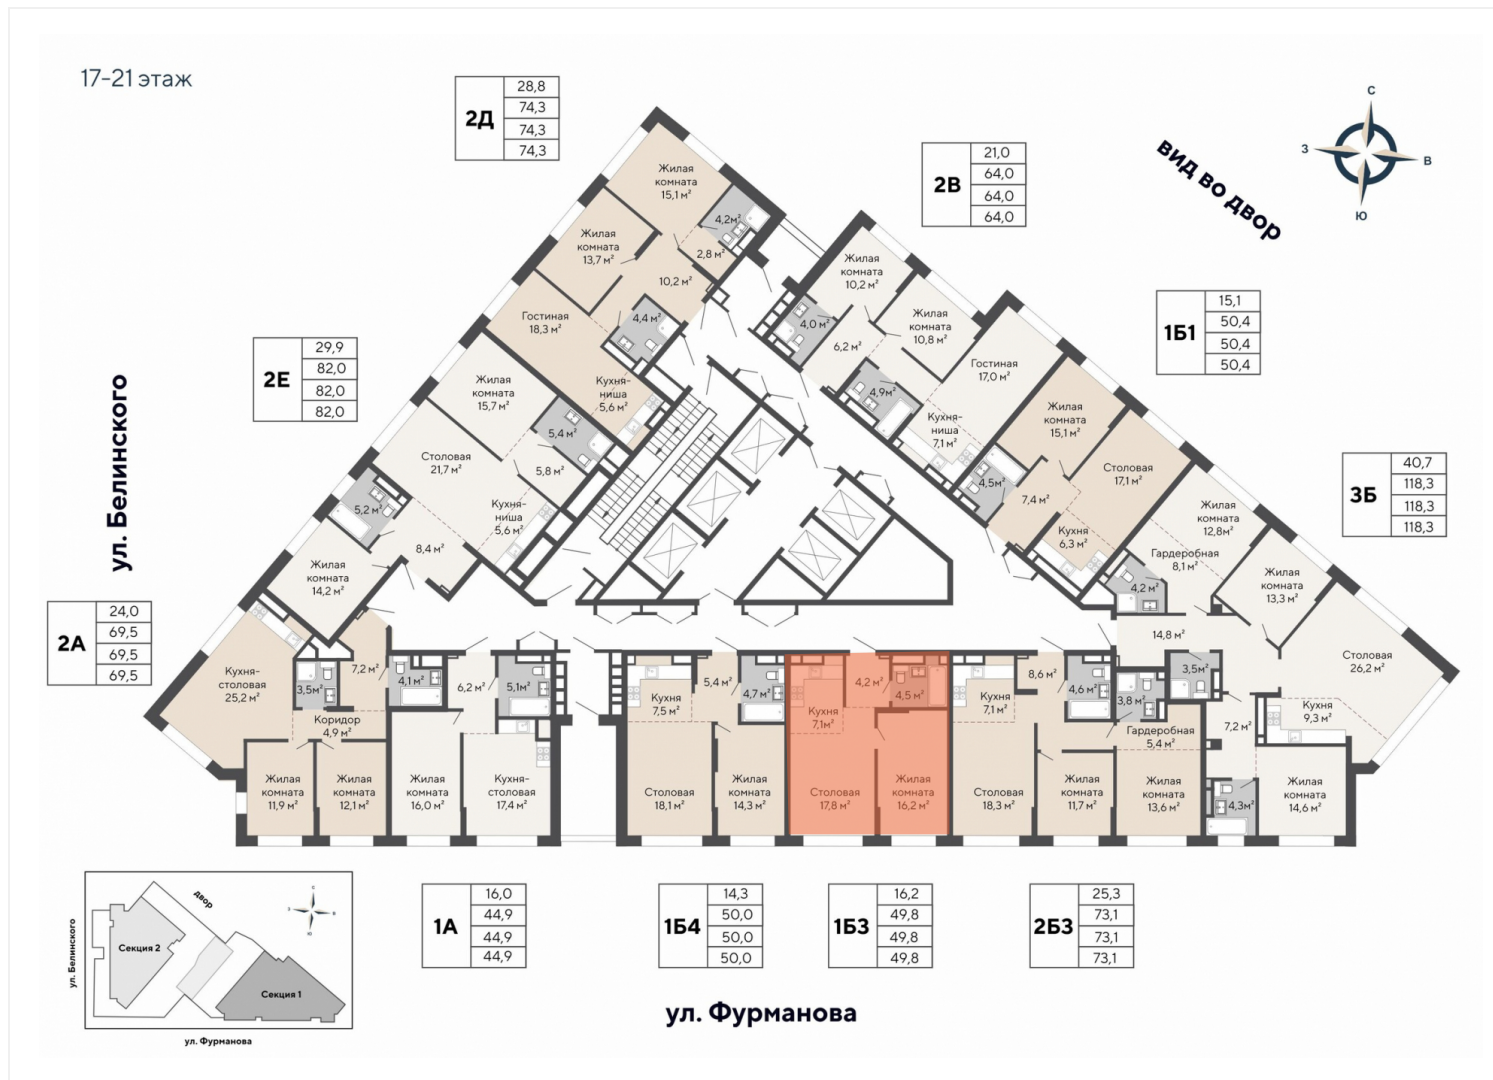 17-21 этаж
2Д
28,8
74,3
74,3
74,3
2В
21,0
64,0
64,0
64,0
вид во двор
С
З
В
Ю
1Б1
15,1
50,4
50,4
50,4
2Е
29,9
82,0
82,0
82,0
ул. Белинского
3Б
40,7
118,3
118,3
118,3
2А
24,0
69,5
69,5
69,5
Жилая
комната
15,1 м²
4,2м²
2,8 м²
Жилая
комната
13,7 м²
10,2 м²
Гостиная
18,3 м²
4,4 м²
Кухня-
ниша
5,6 м²
Жилая
комната
15,7 м²
5,4 м²
Столовая
21,7 м²
5,8 м²
Кухня-
ниша
5,6 м²
5,2 м²
8,4 м²
Жилая
комната
14,2 м²
Жилая
комната
10,2 м²
4,0 м²
6,2 м²
Жилая
комната
10,8 м²
Гостиная
17,0 м²
4,9м²
Кухня-
ниша
7,1 м²
Жилая
комната
15,1 м²
Столовая
17,1 м²
4,5м²
7,4 м²
Кухня
6,3 м²
Жилая
комната
12,8м²
Гардеробная
8,1 м²
4,2 м²
Жилая
комната
13,3 м²
14,8 м²
Столовая
26,2 м²
3,5м²
3,8 м²
7,2 м²
Кухня
9,3 м²
4,3м²
Жилая
комната
14,6 м²
Кухня-
столовая
25,2 м²
3,5м²
7,2 м²
Коридор
4,9 м²
Жилая
комната
11,9 м²
Жилая
комната
12,1 м²
4,1 м²
6,2 м²
5,1м²
Жилая
комната
16,0 м²
Кухня-
столовая
17,4 м²
Кухня
7,5 м²
5,4 м²
4,7 м²
Столовая
18,1 м²
Жилая
комната
14,3 м²
Кухня
7,1м²
4,2 м²
4,5 м²
Столовая
17,8 м²
Жилая
комната
16,2 м²
Кухня
7,1 м²
8,6 м²
4,6 м²
Столовая
18,3 м²
Жилая
комната
11,7 м²
Гардеробная
5,4 м²
Жилая
комната
13,6 м²
1А
16,0
44,9
44,9
44,9
1Б4
14,3
50,0
50,0
50,0
1Б3
16,2
49,8
49,8
49,8
2Б3
25,3
73,1
73,1
73,1
ул. Фурманова
двор
С
З
В
Ю
Секция 2
Секция 1
ул. Белинского
ул. Фурманова